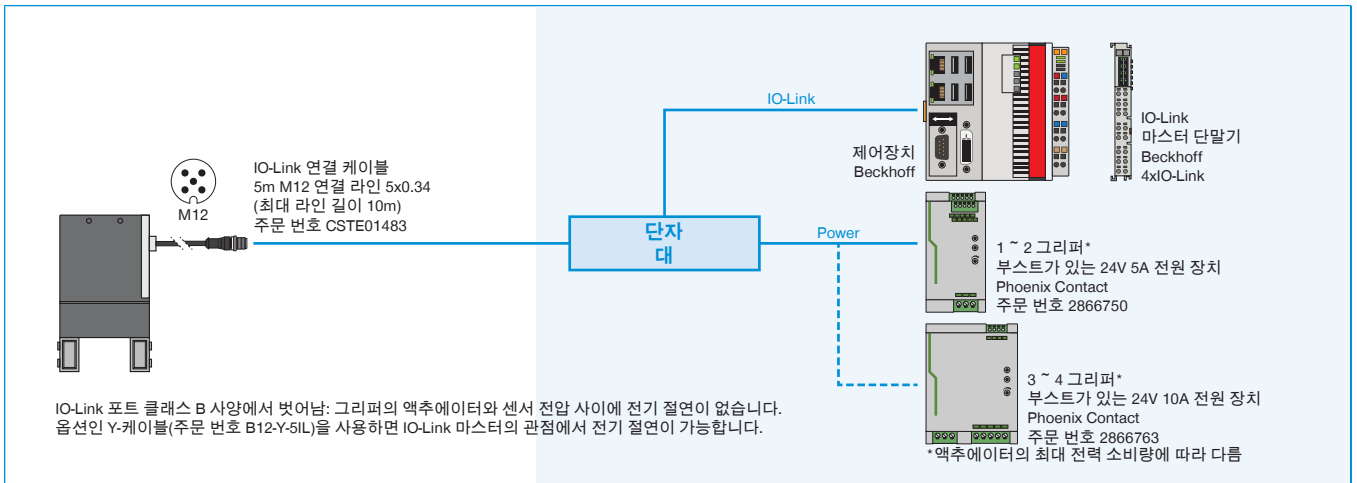 M12
IO-Link 연결 케이블
5m M12 연결 라인 5x0.34
(최대 라인 길이 10m)
주문 번호 CSTE01483
단자
대
IO-Link
Power
제어장치
Beckhoff
IO-Link
마스터 단말기
Beckhoff
4xIO-Link
1 ~ 2 그리퍼*
부스트가 있는 24V 5A 전원 장치
Phoenix Contact
주문 번호 2866750
3 ~ 4 그리퍼*
부스트가 있는 24V 10A 전원 장치
Phoenix Contact
주문 번호 2866763
*액추에이터의 최대 전력 소비량에 따라 다름
IO-Link 포트 클래스 B 사양에서 벗어남: 그리퍼의 액추에이터와 센서 전압 사이에 전기 절연이 없습니다.
옵션인 Y-케이블(주문 번호 B12-Y-5IL)을 사용하면 IO-Link 마스터의 관점에서 전기 절연이 가능합니다.